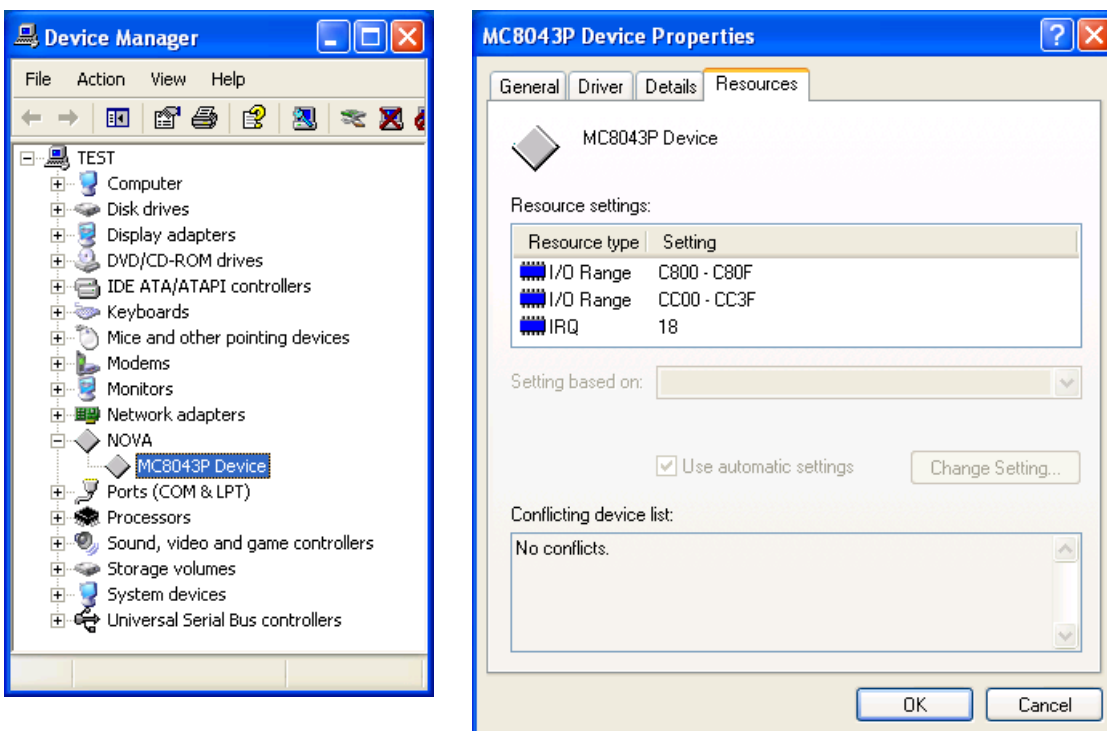 Device Manager
File Action View Help
TEST
Computer
Disk drives
Display adapters
DVD/CD-ROM drives
IDE ATA/ATAPI controllers
Keyboards
Mice and other pointing devices
Modems
Monitors
Network adapters
NOVA
MC8043P Device
Ports (COM & LPT)
Processors
Sound, video and game controllers
Storage volumes
System devices
Universal Serial Bus controllers
MC8043P Device Properties
General Driver Details Resources
MC8043P Device
Resource settings:
Resource type Setting
I/O Range C800 - C80F
I/O Range CC00 - CC3F
IRQ 18
Setting based on:
Use automatic settings Change Setting...
Conflicting device list:
No conflicts.
OK Cancel